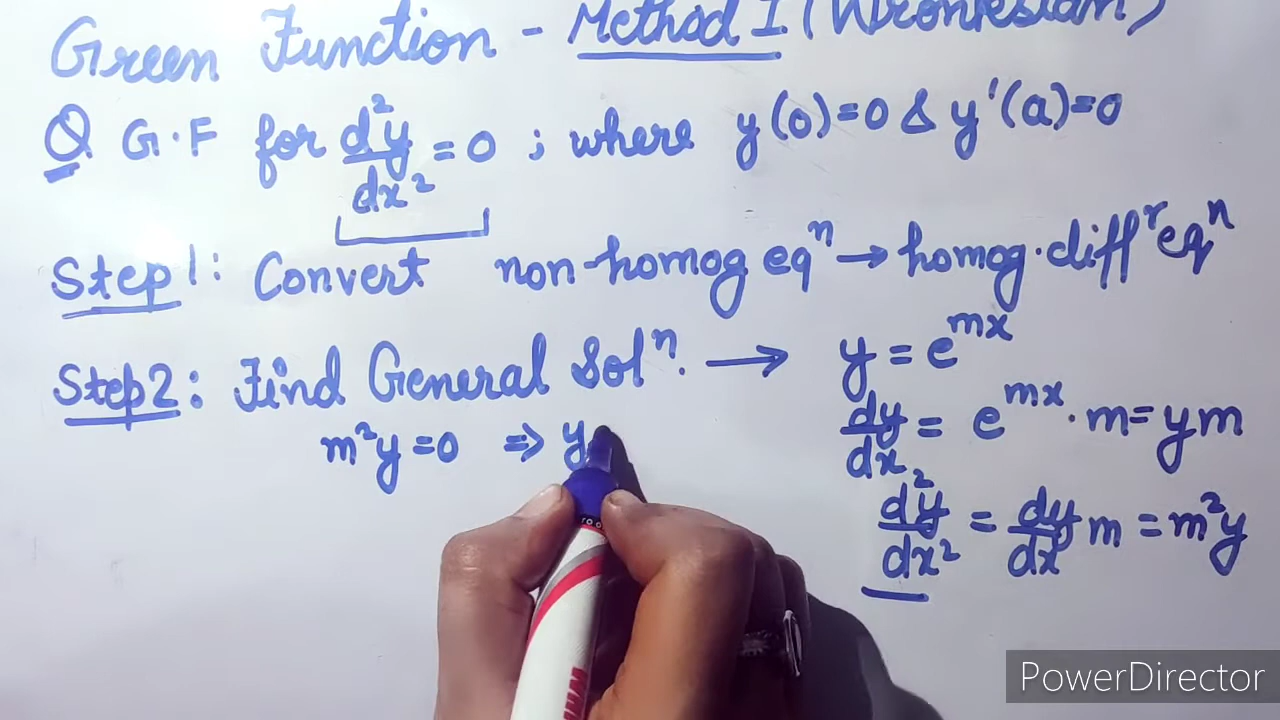 Green Function - Method I (Wronksian)
Q G.F for d²y/dx² = 0 ; where y(0)=0 & y'(a)=0
Step 1: Convert non-homog eqⁿ → homog. diffʳ eqⁿ
Step 2: Find General Solⁿ. → y = e^mx
m²y = 0 ⇒ y
dy/dx = e^mx . m = ym
d²y/dx² = dy/dx m = m²y
PowerDirector